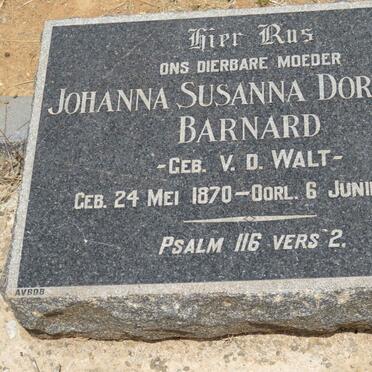 Hier Rus
ONS DIERBARE MOEDER
JOHANNA SUSANNA DOR
BARNARD
-GEB. V. D. WALT-
GEB. 24 MEI 1870-OORL. 6 JUNI
PSALM 116 VERS 2.
AVBOB